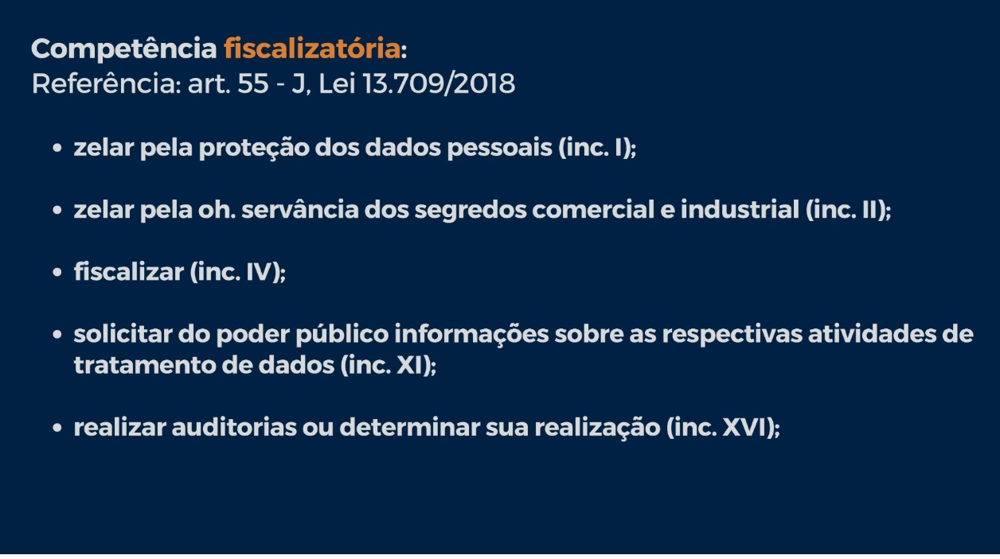 Competência fiscalizatória:
Referência: art. 55 - J, Lei 13.709/2018
• zelar pela proteção dos dados pessoais (inc. I);
• zelar pela oh. servância dos segredos comercial e industrial (inc. II);
• fiscalizar (inc. IV);
• solicitar do poder público informações sobre as respectivas atividades de
tratamento de dados (inc. XI);
• realizar auditorias ou determinar sua realização (inc. XVI);